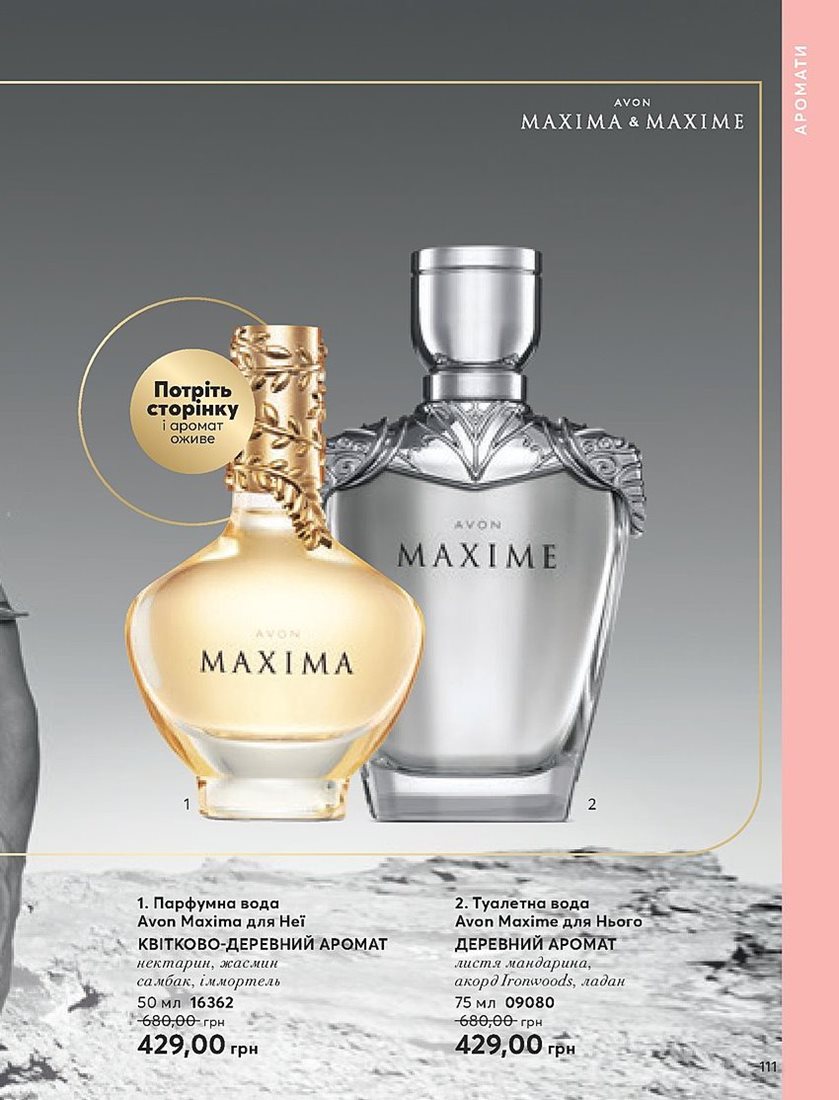 АРОМАТИ
AVON
MAXIMA & MAXIME
Потріть
сторінку
і аромат
оживе
AVON
MAXIME
AVON
MAXIMA
1
2
1. Парфумна вода
Avon Maxima для Неї
КВІТКОВО-ДЕРЕВНИЙ АРОМАТ
нектарин, жасмин
самбак, іммортель
50 мл 16362
680,00 грн
429,00 грн
2. Туалетна вода
Avon Maxime для Нього
ДЕРЕВНИЙ АРОМАТ
листя мандарина,
акорд Ironwoods, ладан
75 мл 09080
680,00 грн
429,00 грн
111